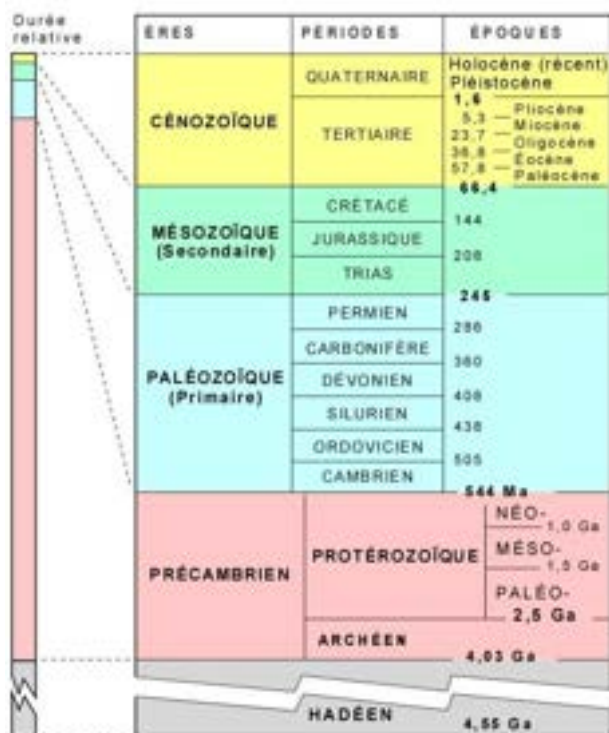 Durée
relative
ÈRES PÉRIODES ÉPOQUES
CÉNOZOÏQUE
QUATERNAIRE
Holocène (récent)
Pléistocène
1,6
TERTIAIRE
Pliocène
5,3
Miocène
23,7
Oligocène
36,8
Éocène
57,8
Paléocène
66,4
MÉSOZOÏQUE
(Secondaire)
CRÉTACÉ
144
JURASSIQUE
208
TRIAS
245
PALÉOZOÏQUE
(Primaire)
PERMIEN
286
CARBONIFÈRE
360
DÉVONIEN
408
SILURIEN
438
ORDOVICIEN
505
CAMBRIEN
544 Ma
PRÉCAMBRIEN
PROTÉROZOÏQUE
NÉO-
1,0 Ga
MÉSO-
1,5 Ga
PALÉO-
2,5 Ga
ARCHÉEN
4,03 Ga
HADÉEN
4,55 Ga